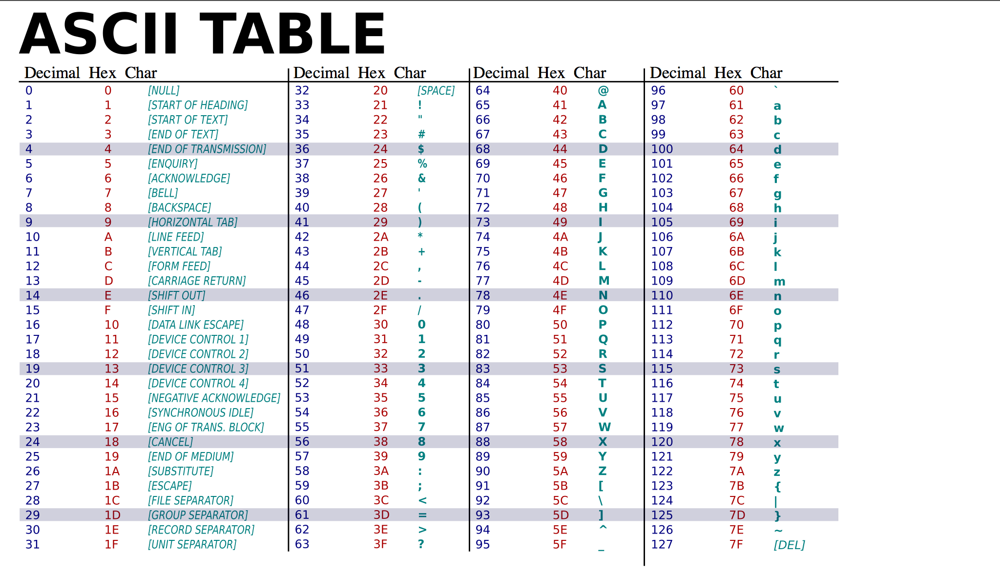 ASCII TABLE
Decimal Hex Char Decimal Hex Char Decimal Hex Char Decimal Hex Char
0 0 [NULL] 32 20 [SPACE] 64 40 @ 96 60 `
1 1 [START OF HEADING] 33 21 ! 65 41 A 97 61 a
2 2 [START OF TEXT] 34 22 " 66 42 B 98 62 b
3 3 [END OF TEXT] 35 23 # 67 43 C 99 63 c
4 4 [END OF TRANSMISSION] 36 24 $ 68 44 D 100 64 d
5 5 [ENQUIRY] 37 25 % 69 45 E 101 65 e
6 6 [ACKNOWLEDGE] 38 26 & 70 46 F 102 66 f
7 7 [BELL] 39 27 ' 71 47 G 103 67 g
8 8 [BACKSPACE] 40 28 ( 72 48 H 104 68 h
9 9 [HORIZONTAL TAB] 41 29 ) 73 49 I 105 69 i
10 A [LINE FEED] 42 2A * 74 4A J 106 6A j
11 B [VERTICAL TAB] 43 2B + 75 4B K 107 6B k
12 C [FORM FEED] 44 2C , 76 4C L 108 6C l
13 D [CARRIAGE RETURN] 45 2D - 77 4D M 109 6D m
14 E [SHIFT OUT] 46 2E . 78 4E N 110 6E n
15 F [SHIFT IN] 47 2F / 79 4F O 111 6F o
16 10 [DATA LINK ESCAPE] 48 30 0 80 50 P 112 70 p
17 11 [DEVICE CONTROL 1] 49 31 1 81 51 Q 113 71 q
18 12 [DEVICE CONTROL 2] 50 32 2 82 52 R 114 72 r
19 13 [DEVICE CONTROL 3] 51 33 3 83 53 S 115 73 s
20 14 [DEVICE CONTROL 4] 52 34 4 84 54 T 116 74 t
21 15 [NEGATIVE ACKNOWLEDGE] 53 35 5 85 55 U 117 75 u
22 16 [SYNCHRONOUS IDLE] 54 36 6 86 56 V 118 76 v
23 17 [ENG OF TRANS. BLOCK] 55 37 7 87 57 W 119 77 w
24 18 [CANCEL] 56 38 8 88 58 X 120 78 x
25 19 [END OF MEDIUM] 57 39 9 89 59 Y 121 79 y
26 1A [SUBSTITUTE] 58 3A : 90 5A Z 122 7A z
27 1B [ESCAPE] 59 3B ; 91 5B [ 123 7B {
28 1C [FILE SEPARATOR] 60 3C < 92 5C \ 124 7C |
29 1D [GROUP SEPARATOR] 61 3D = 93 5D ] 125 7D }
30 1E [RECORD SEPARATOR] 62 3E > 94 5E ^ 126 7E ~
31 1F [UNIT SEPARATOR] 63 3F ? 95 5F _ 127 7F [DEL]